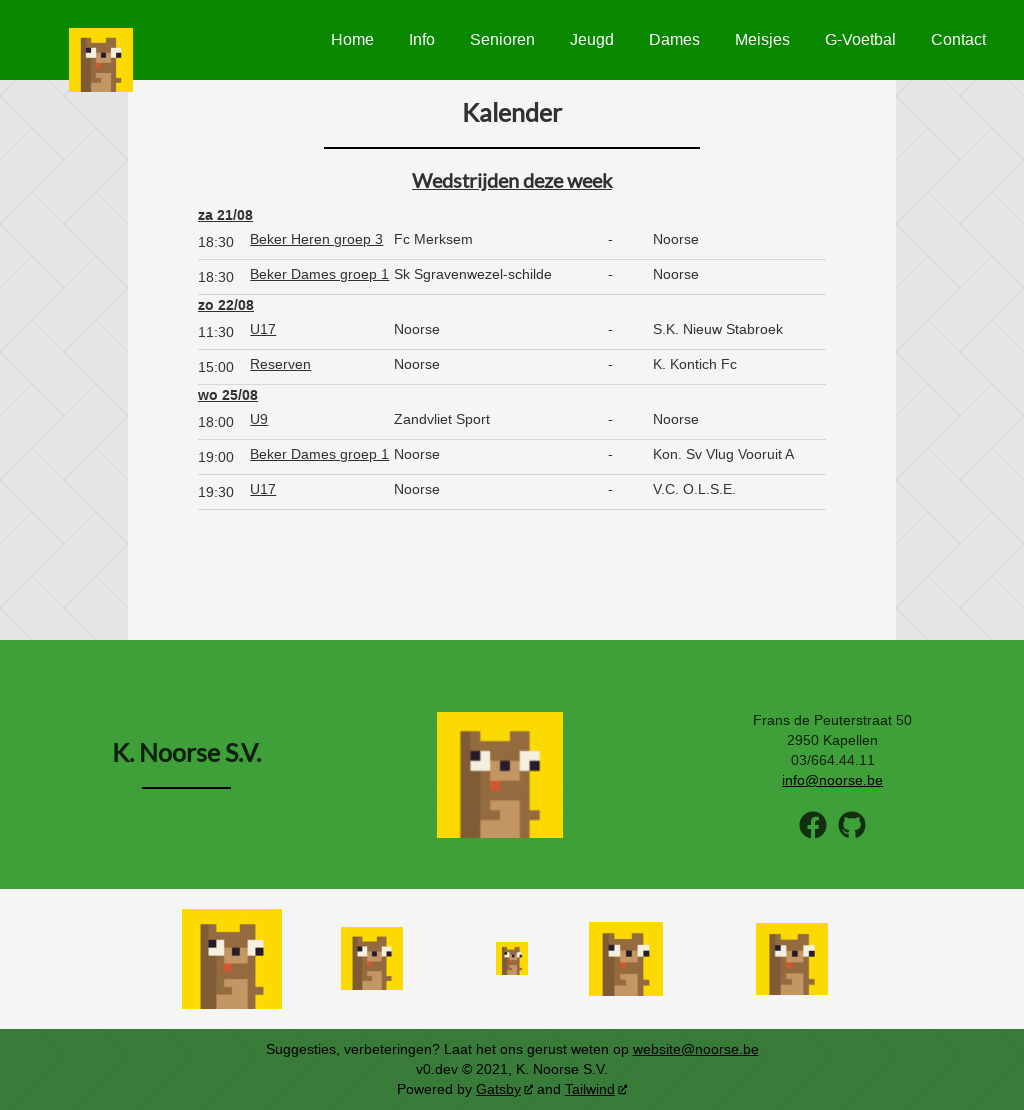 Home Info Senioren Jeugd Dames Meisjes G-Voetbal Contact
Kalender
Wedstrijden deze week
za 21/08
18:30 Beker Heren groep 3 Fc Merksem - Noorse
18:30 Beker Dames groep 1 Sk Sgravenwezel-schilde - Noorse
zo 22/08
11:30 U17 Noorse - S.K. Nieuw Stabroek
15:00 Reserven Noorse - K. Kontich Fc
wo 25/08
18:00 U9 Zandvliet Sport - Noorse
19:00 Beker Dames groep 1 Noorse - Kon. Sv Vlug Vooruit A
19:30 U17 Noorse - V.C. O.L.S.E.
K. Noorse S.V.
Frans de Peuterstraat 50
2950 Kapellen
03/664.44.11
info@noorse.be
Suggesties, verbeteringen? Laat het ons gerust weten op website@noorse.be
v0.dev © 2021, K. Noorse S.V.
Powered by Gatsby and Tailwind